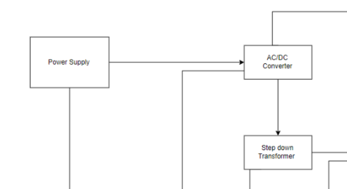 Power Supply
AC/DC
Converter
Step down
Transformer